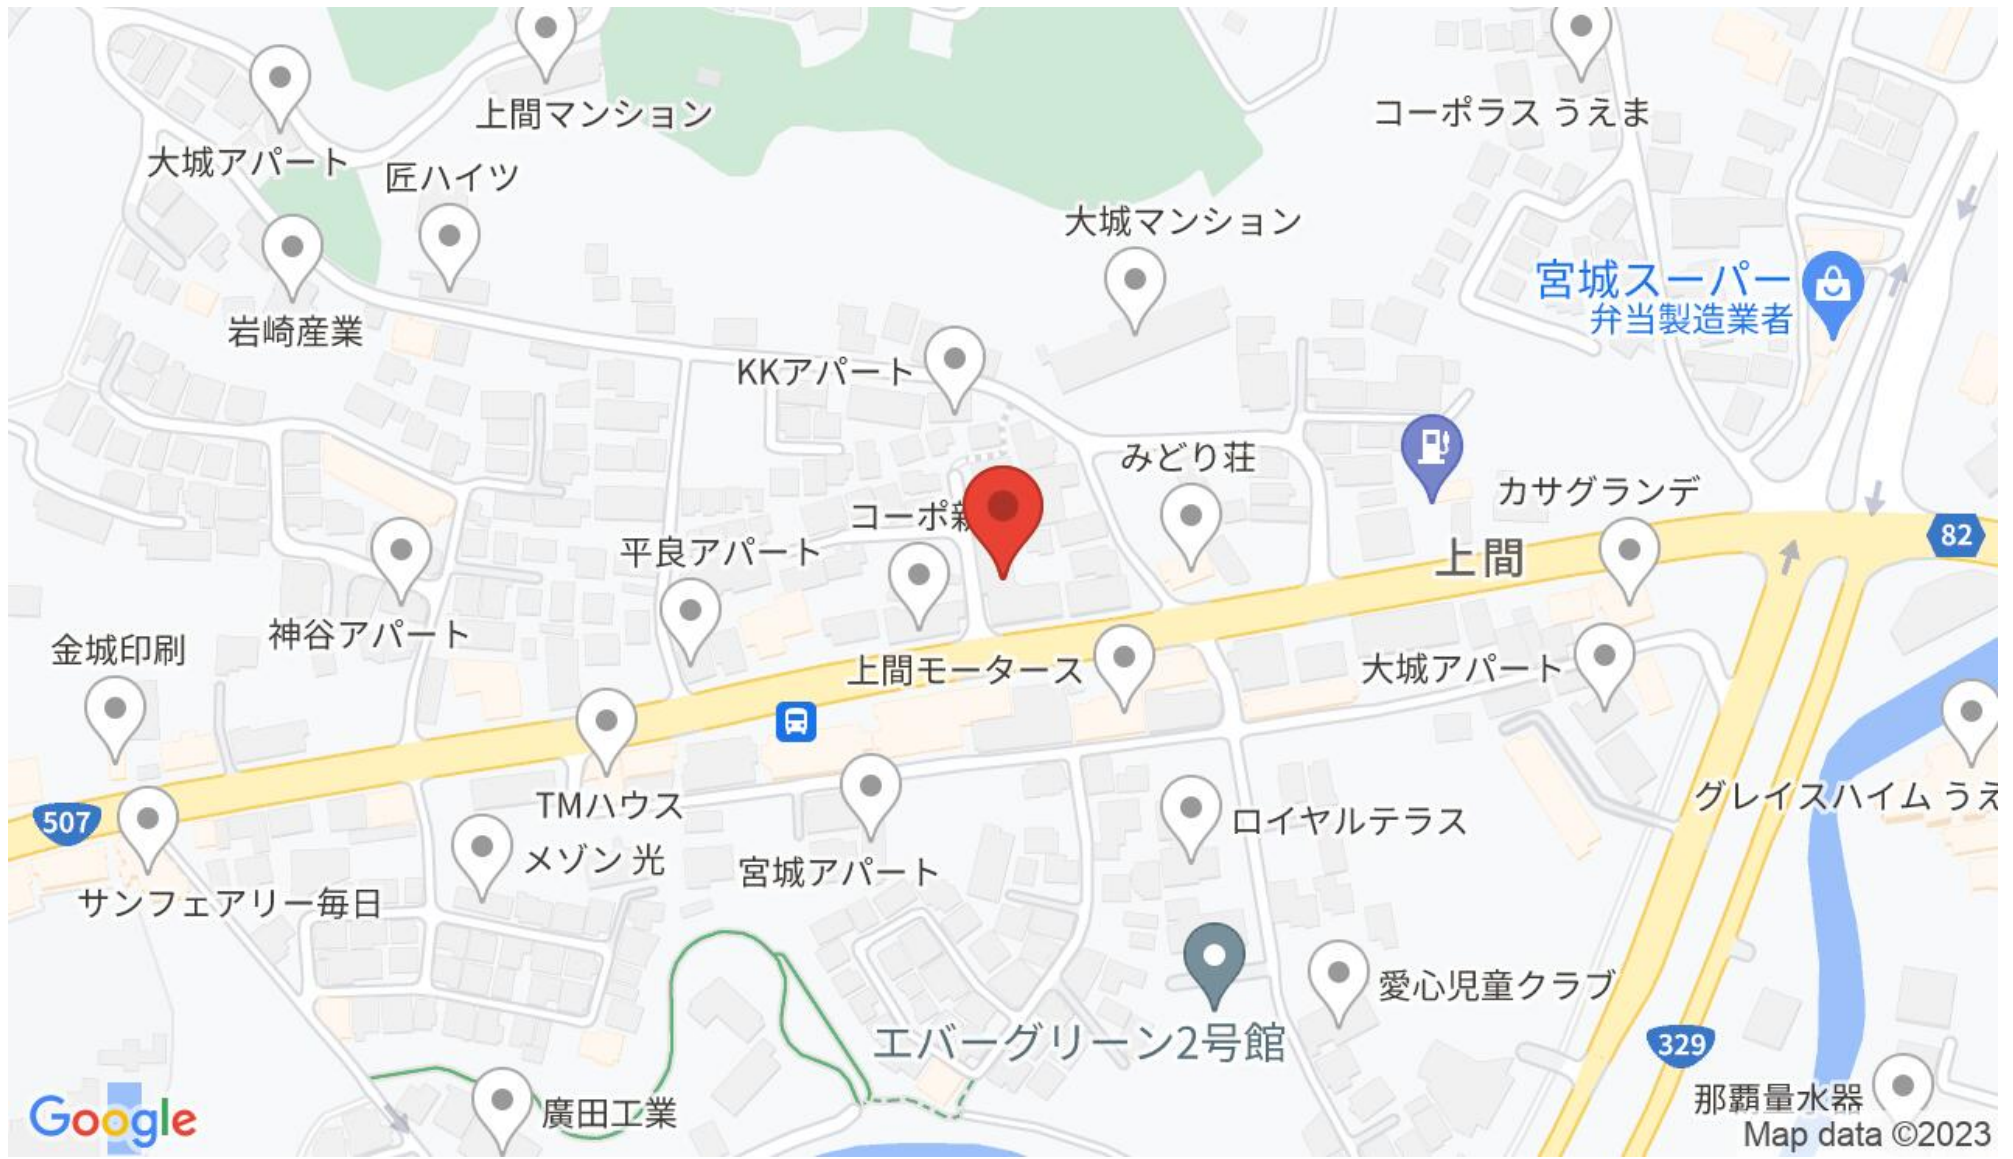 上間マンション
コーポラス うえま
大城アパート
匠ハイツ
大城マンション
宮城スーパー
弁当製造業者
岩崎産業
KKアパート
みどり荘
カサグランデ
コーポ新
平良アパート
上間
82
神谷アパート
金城印刷
上間モータース
大城アパート
グレイスハイム うえ
TMハウス
507
ロイヤルテラス
メゾン 光
宮城アパート
サンフェアリー毎日
愛心児童クラブ
エバーグリーン2号館
329
那覇量水器
廣田工業
Google
Map data ©2023